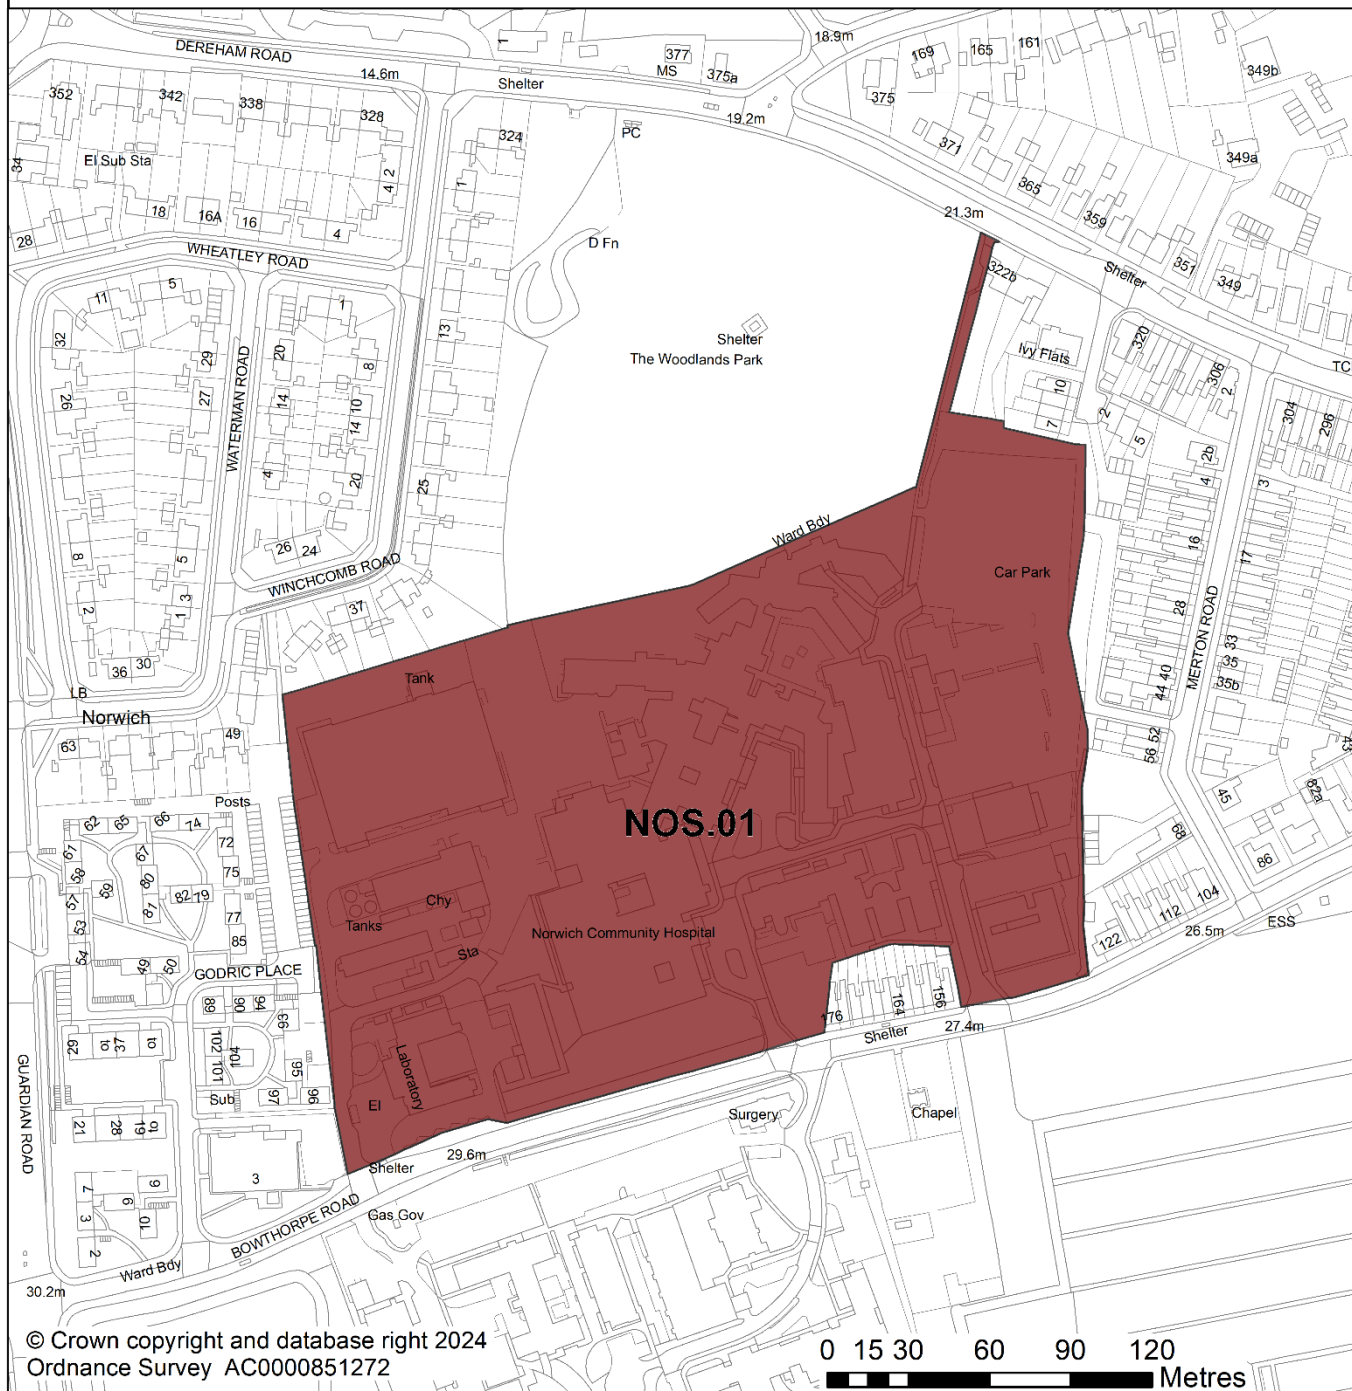 DEREHAM ROAD
14.6m
Shelter
1
377
MS
375a
18.9m
169
165
161
349b
352
342
338
328
324
PC
19.2m
375
371
365
359
349a
34
El Sub Sta
2
4
1
18
16A
16
4
28
WHEATLEY ROAD
D Fn
21.3m
322b
Shelter
351
349
11
5
1
32
29
20
8
13
Shelter
The Woodlands Park
Ivy Flats
320
306
2
TC
26
27
WATERMAN ROAD
14
10
14
10
7
2
5
304
296
4
20
25
2b
4
3
Ward Bdy
8
5
26
24
WINCHCOMB ROAD
16
17
Car Park
2
3
1
37
28
MERTON ROAD
33
36
30
LB
Norwich
Tank
35
35b
40
44
63
49
52
56
43
Posts
45
82a
62
65
66
74
72
NOS.01
68
86
61
67
58
59
80
75
57
82
79
81
77
53
85
54
Chy
Tanks
Sta
Norwich Community Hospital
104
112
122
26.5m
ESS
49
50
GODRIC PLACE
89
90
94
93
176
164
156
27.4m
Shelter
29
to
37
to
102
104
101
95
Sub
97
96
Laboratory
El
Surgery
Chapel
GUARDIAN ROAD
21
28
19
to
3
Shelter
29.6m
7
9
6
3
10
2
Gas Gov
BOWTHORPE ROAD
Ward Bdy
30.2m
© Crown copyright and database right 2024
Ordnance Survey AC0000851272
0 15 30 60 90 120
Metres